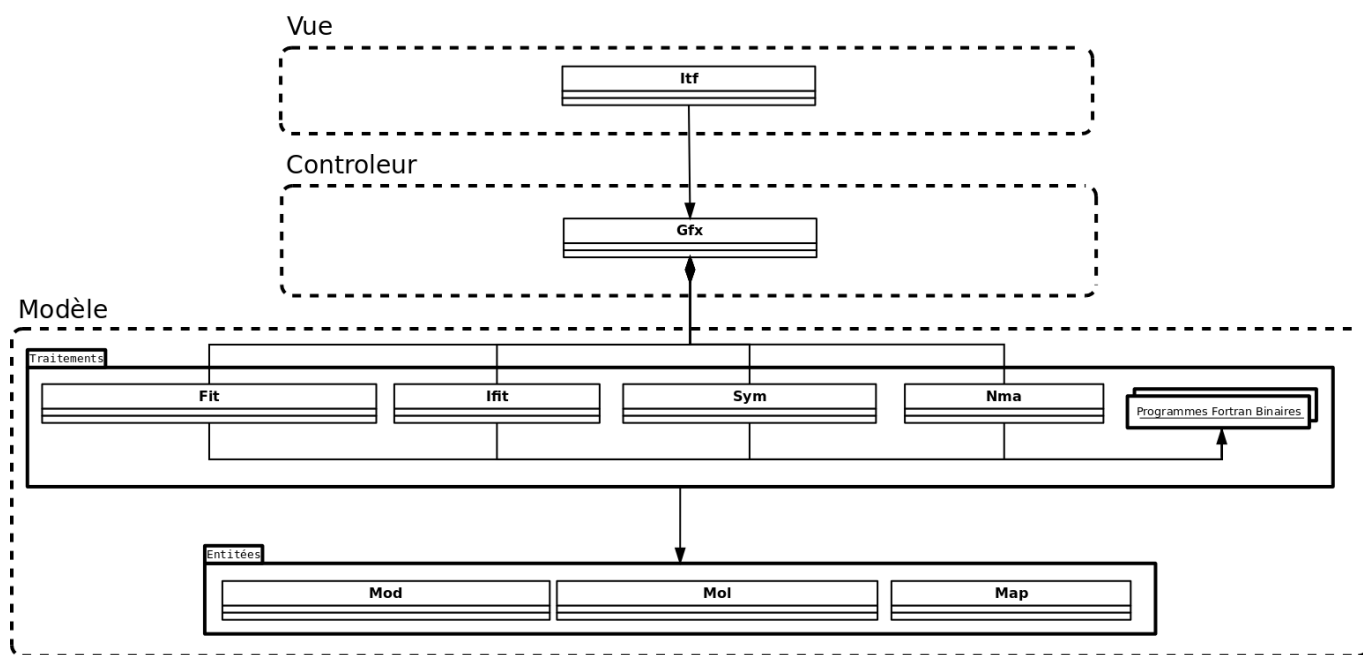 Vue
Itf
Controleur
Gfx
Modèle
Traitements
Fit
Ifit
Sym
Nma
Programmes Fortran Binaires
Entitées
Mod
Mol
Map